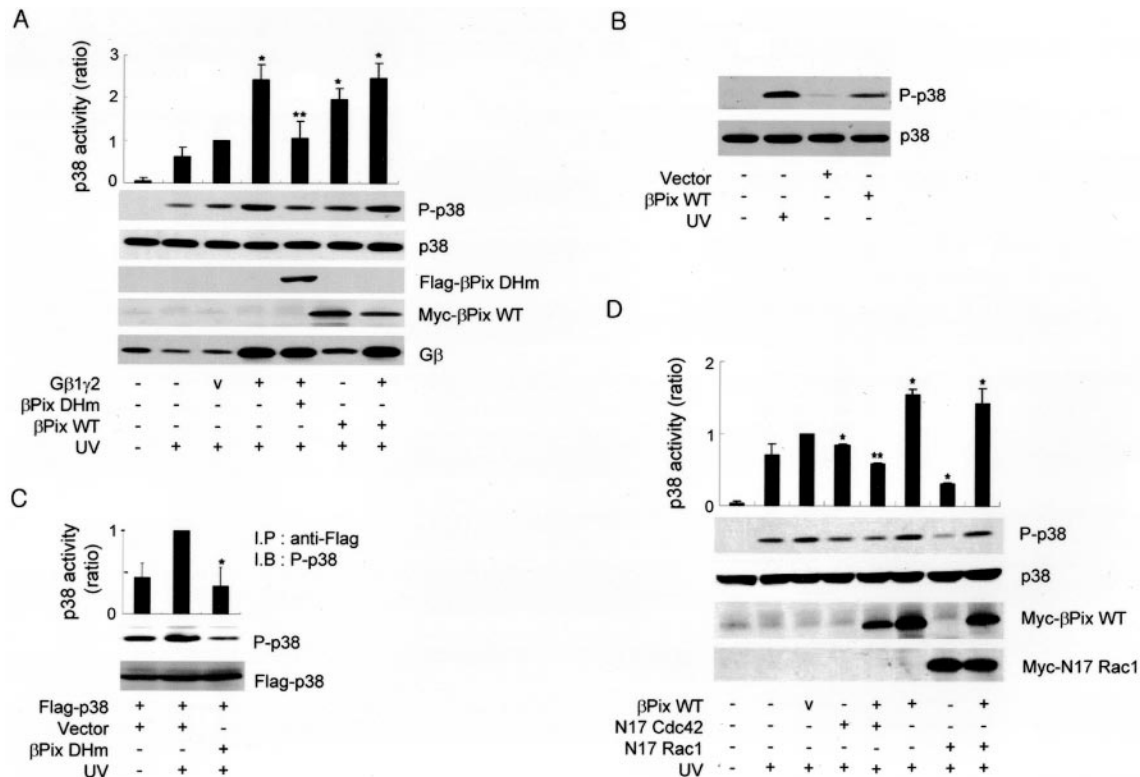 A
p38 activity (ratio)
3
2
1
0
* ** * *
P-p38
p38
Flag-βPix DHm
Myc-βPix WT
Gβ
Gβ1γ2 - - v + + - +
βPix DHm - - - - + - -
βPix WT - - - - - + +
UV - + + + + + +
B
P-p38
p38
Vector - - + -
βPix WT - - - +
UV - + - -
C
p38 activity
(ratio)
1
0
*
I.P : anti-Flag
I.B : P-p38
P-p38
Flag-p38
Flag-p38 + + +
Vector + + -
βPix DHm - - +
UV - + +
D
p38 activity (ratio)
2
1
0
* ** * * *
P-p38
p38
Myc-βPix WT
Myc-N17 Rac1
βPix WT - - v - + + - +
N17 Cdc42 - - - + + - - -
N17 Rac1 - - - - - - + +
UV - + + + + + + +